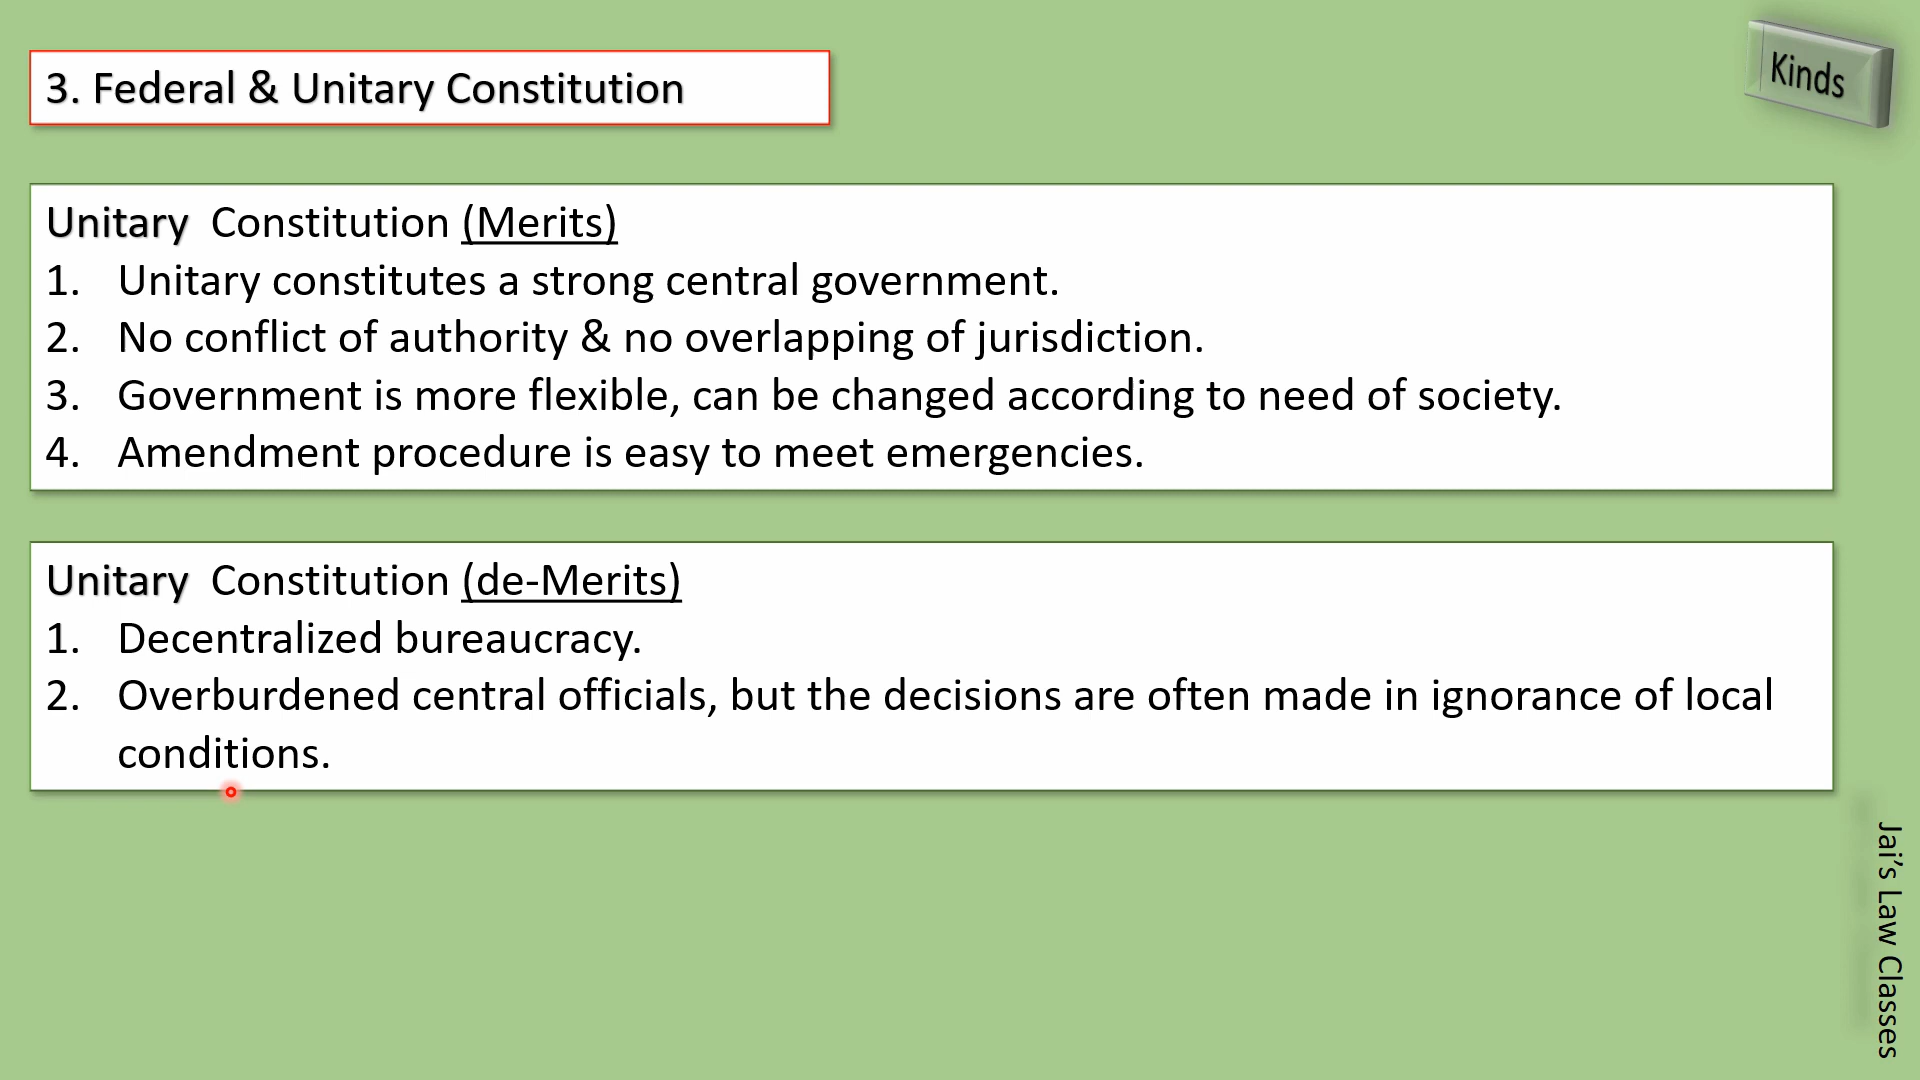 Kinds
3. Federal & Unitary Constitution
Unitary Constitution (Merits)
1. Unitary constitutes a strong central government.
2. No conflict of authority & no overlapping of jurisdiction.
3. Government is more flexible, can be changed according to need of society.
4. Amendment procedure is easy to meet emergencies.
Unitary Constitution (de-Merits)
1. Decentralized bureaucracy.
2. Overburdened central officials, but the decisions are often made in ignorance of local
conditions.
Jai's Law Classes